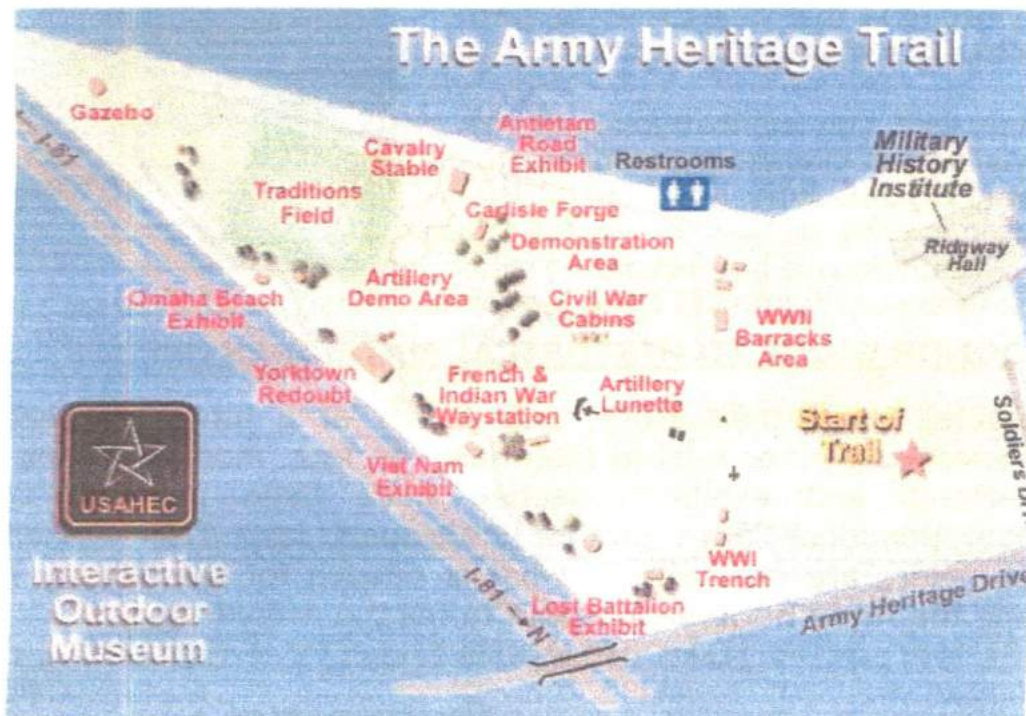 The Army Heritage Trail
Gazebo
I-81
Traditions
Field
Cavalry
Stable
Antietam
Road
Exhibit
Restrooms
Military
History
Institute
Ridgway
Hall
Carlisle Forge
Demonstration
Area
Omaha Beach
Exhibit
Artillery
Demo Area
Civil War
Cabins
WWII
Barracks
Area
Yorktown
Redoubt
French &
Indian War
Waystation
Artillery
Lunette
Start of
Trail
Soldiers
Viet Nam
Exhibit
USAHEC
Interactive
Outdoor
Museum
WWI
Trench
Lost Battalion
Exhibit
I-81 N
Army Heritage Drive